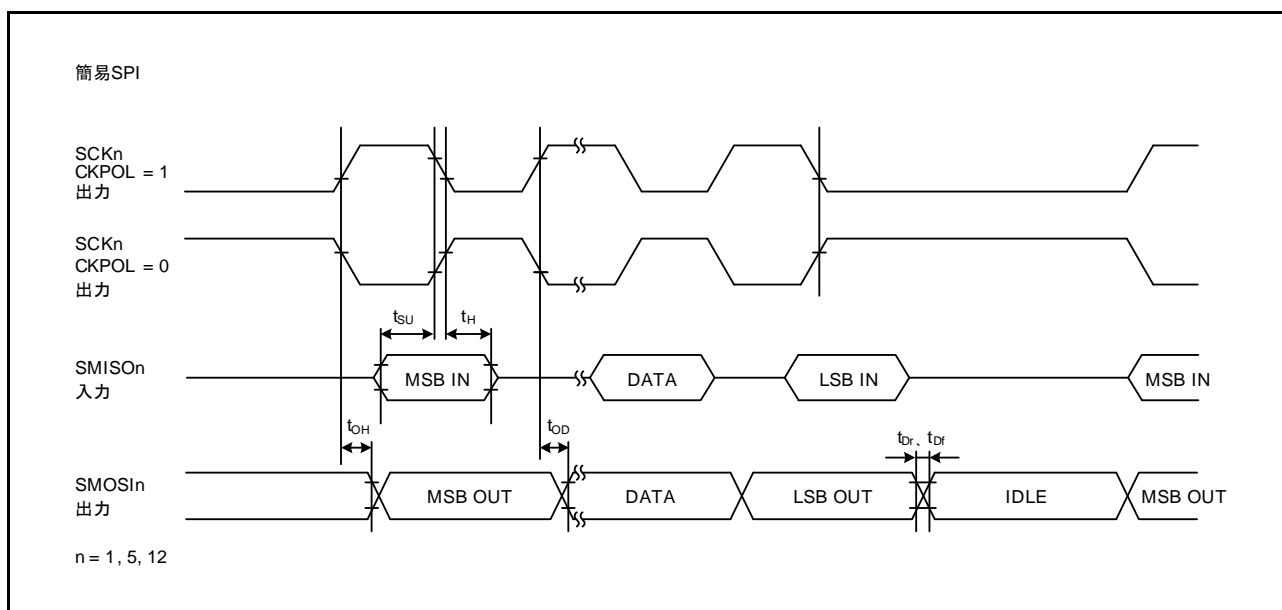 簡易SPI
SCKn
CKPOL = 1
出力
SCKn
CKPOL = 0
出力
tSU
tH
SMISOn
入力
MSB IN
DATA
LSB IN
MSB IN
tOH
tOD
tDr、tDf
SMOSIn
出力
MSB OUT
DATA
LSB OUT
IDLE
MSB OUT
n = 1, 5, 12